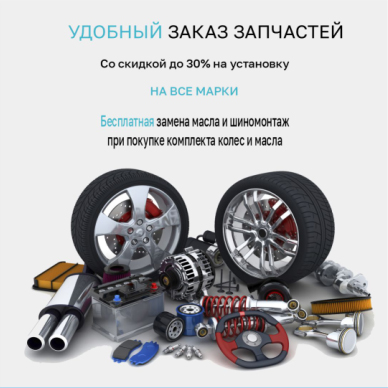 УДОБНЫЙ ЗАКАЗ ЗАПЧАСТЕЙ
Со скидкой до 30% на установку
НА ВСЕ МАРКИ
Бесплатная замена масла и шиномонтаж
при покупке комплекта колес и масла